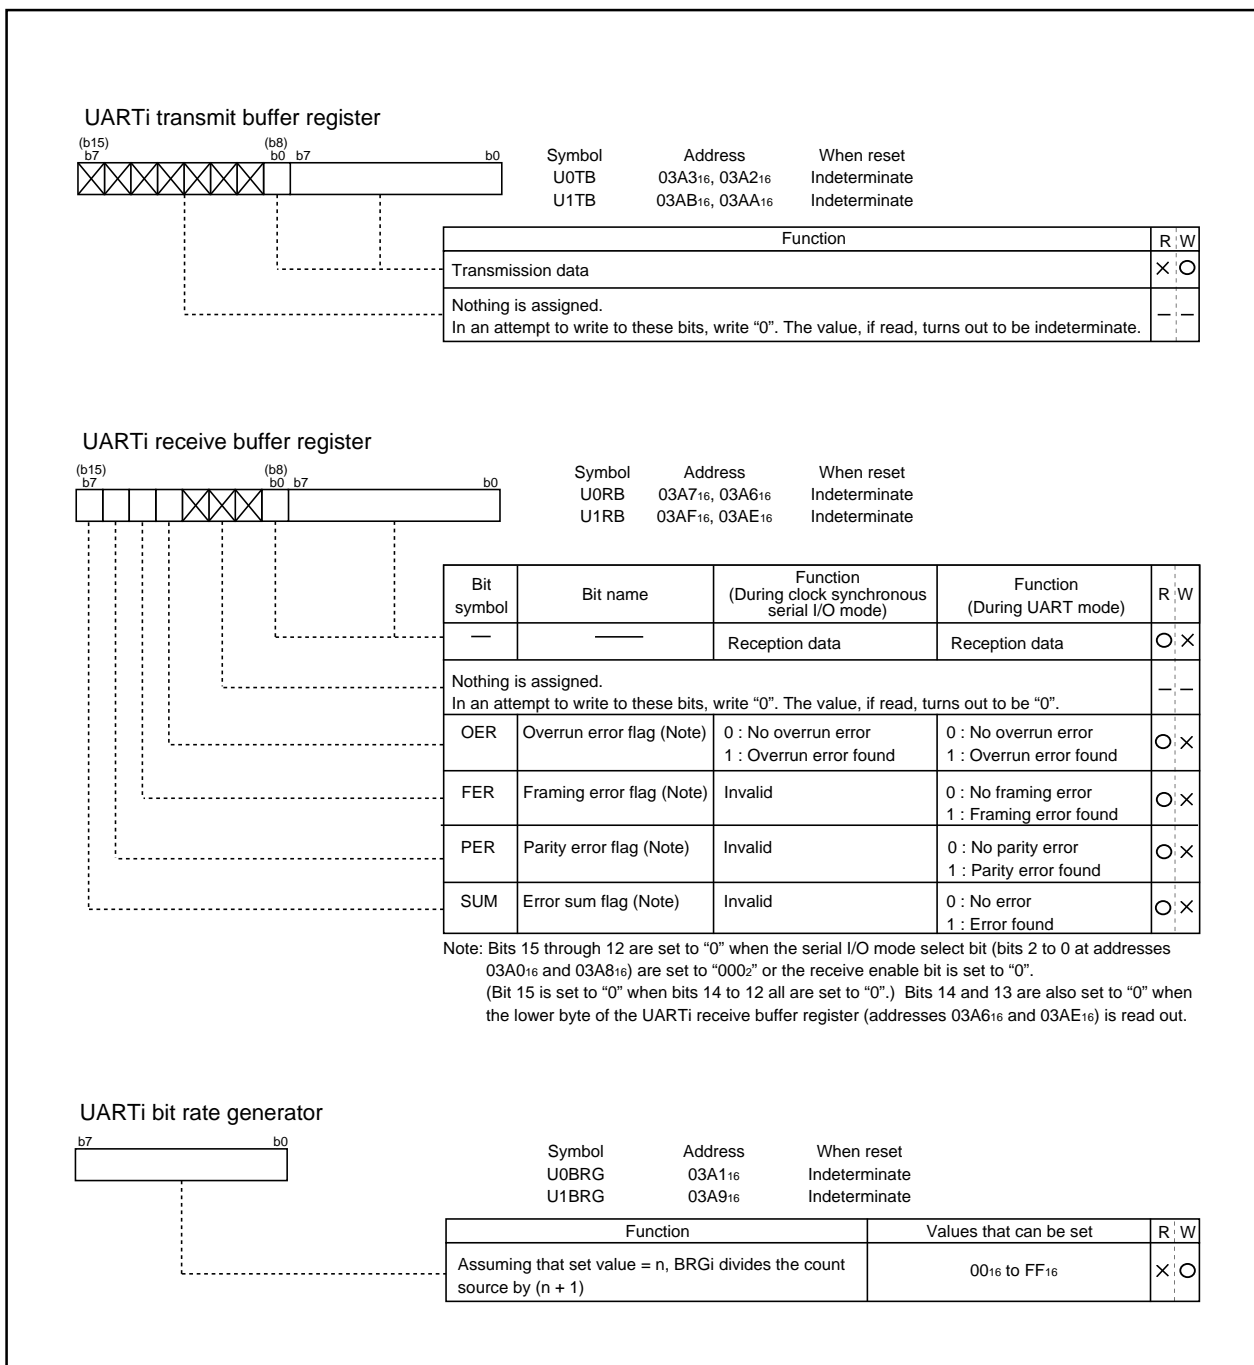 UARTi transmit buffer register
(b15) (b8)
b7 b0 b7 b0
Symbol Address When reset
U0TB 03A3₁₆, 03A2₁₆ Indeterminate
U1TB 03AB₁₆, 03AA₁₆ Indeterminate
Function R W
Transmission data × ○
Nothing is assigned.
In an attempt to write to these bits, write “0”. The value, if read, turns out to be indeterminate. — —
UARTi receive buffer register
(b15) (b8)
b7 b0 b7 b0
Symbol Address When reset
U0RB 03A7₁₆, 03A6₁₆ Indeterminate
U1RB 03AF₁₆, 03AE₁₆ Indeterminate
Bit symbol Bit name Function (During clock synchronous serial I/O mode) Function (During UART mode) R W
— — Reception data Reception data ○ ×
Nothing is assigned.
In an attempt to write to these bits, write “0”. The value, if read, turns out to be “0”. — —
OER Overrun error flag (Note) 0 : No overrun error 0 : No overrun error ○ ×
1 : Overrun error found 1 : Overrun error found
FER Framing error flag (Note) Invalid 0 : No framing error ○ ×
1 : Framing error found
PER Parity error flag (Note) Invalid 0 : No parity error ○ ×
1 : Parity error found
SUM Error sum flag (Note) Invalid 0 : No error ○ ×
1 : Error found
Note: Bits 15 through 12 are set to “0” when the serial I/O mode select bit (bits 2 to 0 at addresses
03A0₁₆ and 03A8₁₆) are set to “000₂” or the receive enable bit is set to “0”.
(Bit 15 is set to “0” when bits 14 to 12 all are set to “0”.) Bits 14 and 13 are also set to “0” when
the lower byte of the UARTi receive buffer register (addresses 03A6₁₆ and 03AE₁₆) is read out.
UARTi bit rate generator
b7 b0
Symbol Address When reset
U0BRG 03A1₁₆ Indeterminate
U1BRG 03A9₁₆ Indeterminate
Function Values that can be set R W
Assuming that set value = n, BRGi divides the count
source by (n + 1) 00₁₆ to FF₁₆ × ○